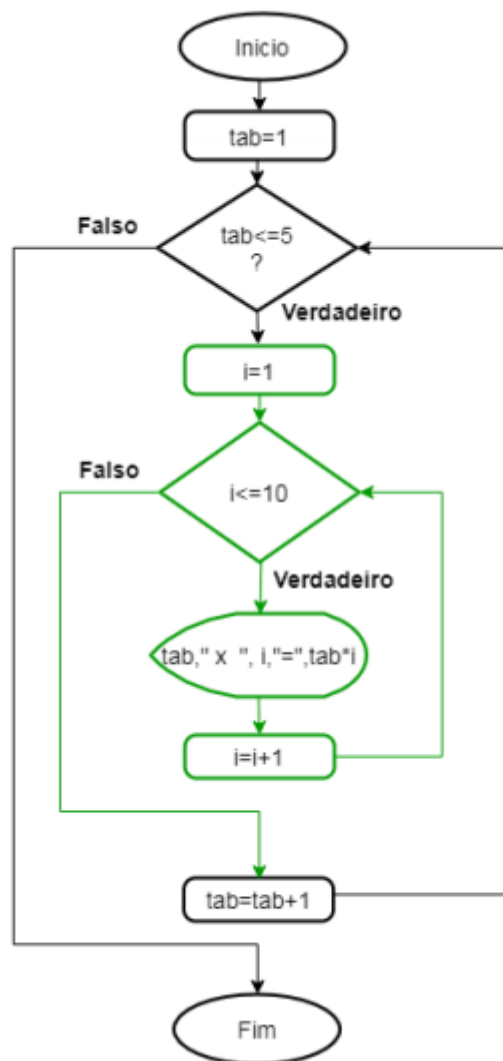 Inicio
tab=1
Falso
tab<=5
?
Verdadeiro
i=1
Falso
i<=10
Verdadeiro
tab," x  ", i,"=",tab*i
i=i+1
tab=tab+1
Fim